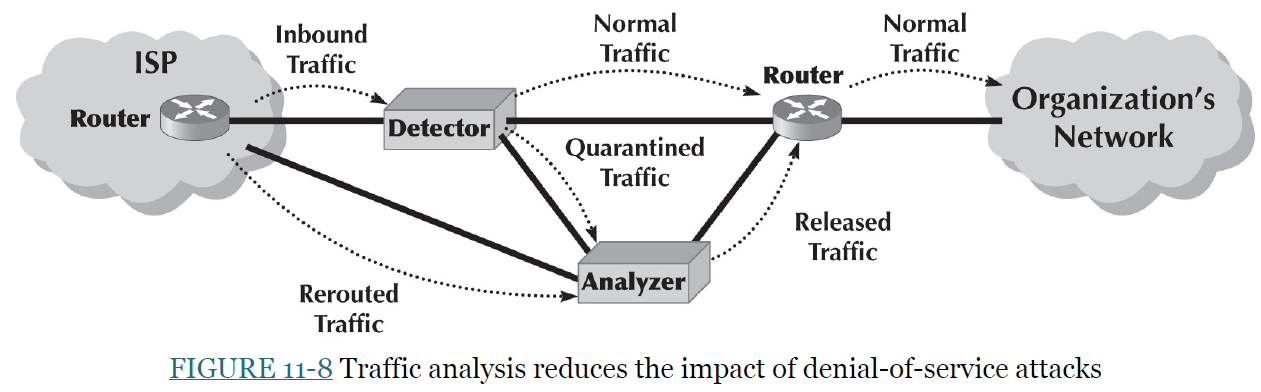 ISP
Router
Inbound
Traffic
Detector
Normal
Traffic
Router
Normal
Traffic
Organization's
Network
Quarantined
Traffic
Released
Traffic
Analyzer
Rerouted
Traffic
FIGURE 11-8 Traffic analysis reduces the impact of denial-of-service attacks